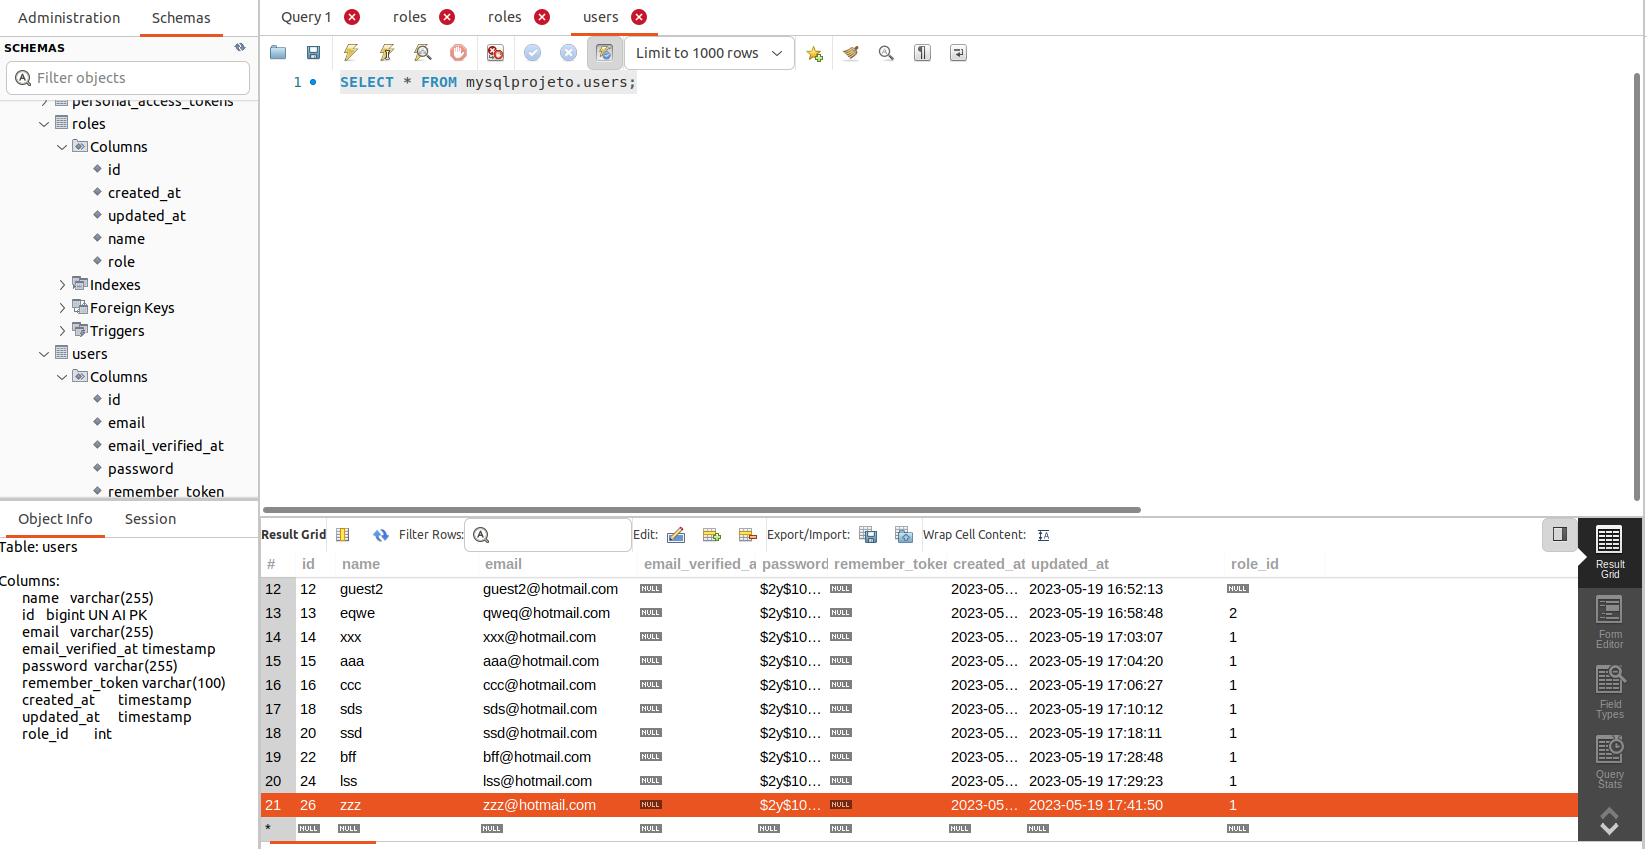 Administration Schemas
SCHEMAS
Filter objects
personal_access_tokens
roles
Columns
id
created_at
updated_at
name
role
Indexes
Foreign Keys
Triggers
users
Columns
id
email
email_verified_at
password
remember_token
Object Info Session
Table: users
Columns:
name varchar(255)
id bigint UN AI PK
email varchar(255)
email_verified_at timestamp
password varchar(255)
remember_token varchar(100)
created_at timestamp
updated_at timestamp
role_id int
Query 1 roles roles users
Limit to 1000 rows
1 SELECT * FROM mysqlprojeto.users;
Result Grid Filter Rows: Edit: Export/Import: Wrap Cell Content:
# id name email email_verified_a password remember_token created_at updated_at role_id
12 12 guest2 guest2@hotmail.com NULL $2y$10... NULL 2023-05... 2023-05-19 16:52:13 NULL
13 13 eqwe qweq@hotmail.com NULL $2y$10... NULL 2023-05... 2023-05-19 16:58:48 2
14 14 xxx xxx@hotmail.com NULL $2y$10... NULL 2023-05... 2023-05-19 17:03:07 1
15 15 aaa aaa@hotmail.com NULL $2y$10... NULL 2023-05... 2023-05-19 17:04:20 1
16 16 ccc ccc@hotmail.com NULL $2y$10... NULL 2023-05... 2023-05-19 17:06:27 1
17 18 sds sds@hotmail.com NULL $2y$10... NULL 2023-05... 2023-05-19 17:10:12 1
18 20 ssd ssd@hotmail.com NULL $2y$10... NULL 2023-05... 2023-05-19 17:18:11 1
19 22 bff bff@hotmail.com NULL $2y$10... NULL 2023-05... 2023-05-19 17:28:48 1
20 24 lss lss@hotmail.com NULL $2y$10... NULL 2023-05... 2023-05-19 17:29:23 1
21 26 zzz zzz@hotmail.com NULL $2y$10... NULL 2023-05... 2023-05-19 17:41:50 1
* NULL NULL NULL NULL NULL NULL NULL NULL NULL
Result
Grid
Form
Editor
Field
Types
Query
Stats